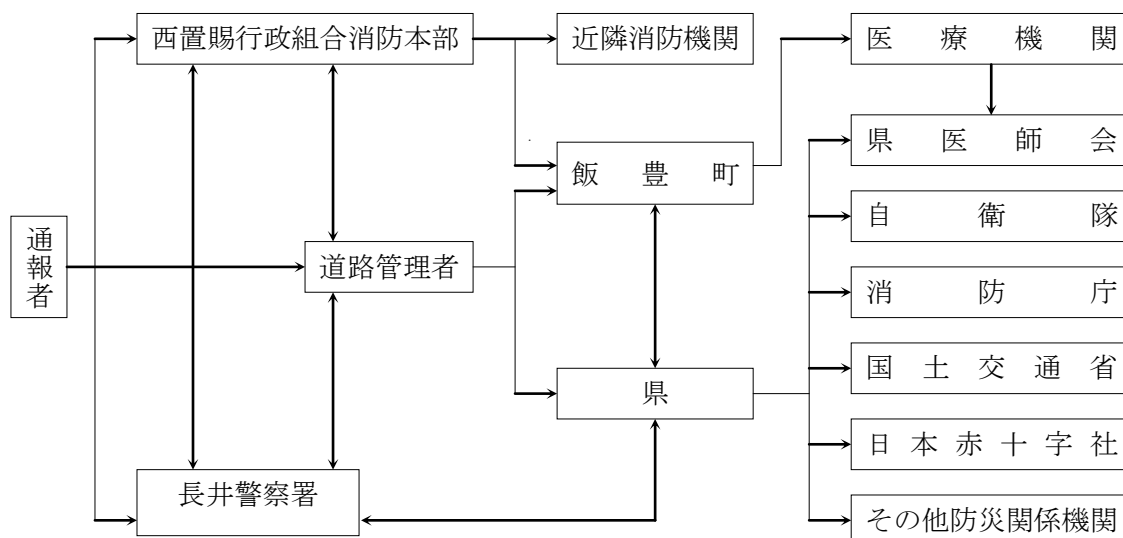 西置賜行政組合消防本部
近隣消防機関
医療機関
県医師会
飯豊町
自衛隊
通報者
道路管理者
消防庁
国土交通省
県
日本赤十字社
長井警察署
その他防災関係機関